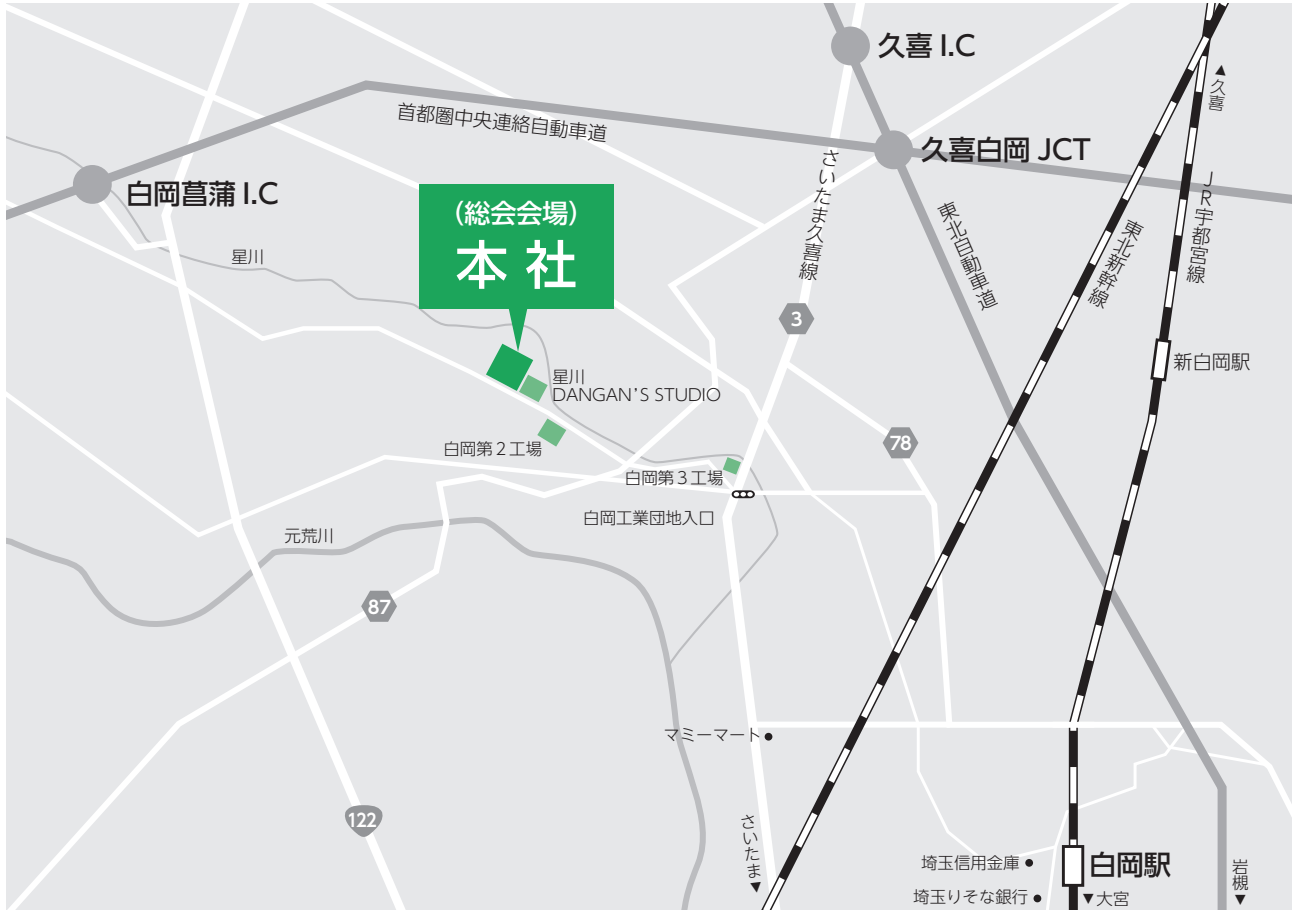 久喜 I.C
▲久喜
首都圏中央連絡自動車道
久喜白岡 JCT
さいたま久喜線
白岡菖蒲 I.C
JR宇都宮線
(総会会場)
本 社
東北自動車道
東北新幹線
星川
3
新白岡駅
星川
DANGAN'S STUDIO
白岡第2工場
78
白岡第3工場
白岡工業団地入口
元荒川
87
マミーマート
122
さいたま▼
埼玉信用金庫
白岡駅
岩槻▼
埼玉りそな銀行
▼大宮